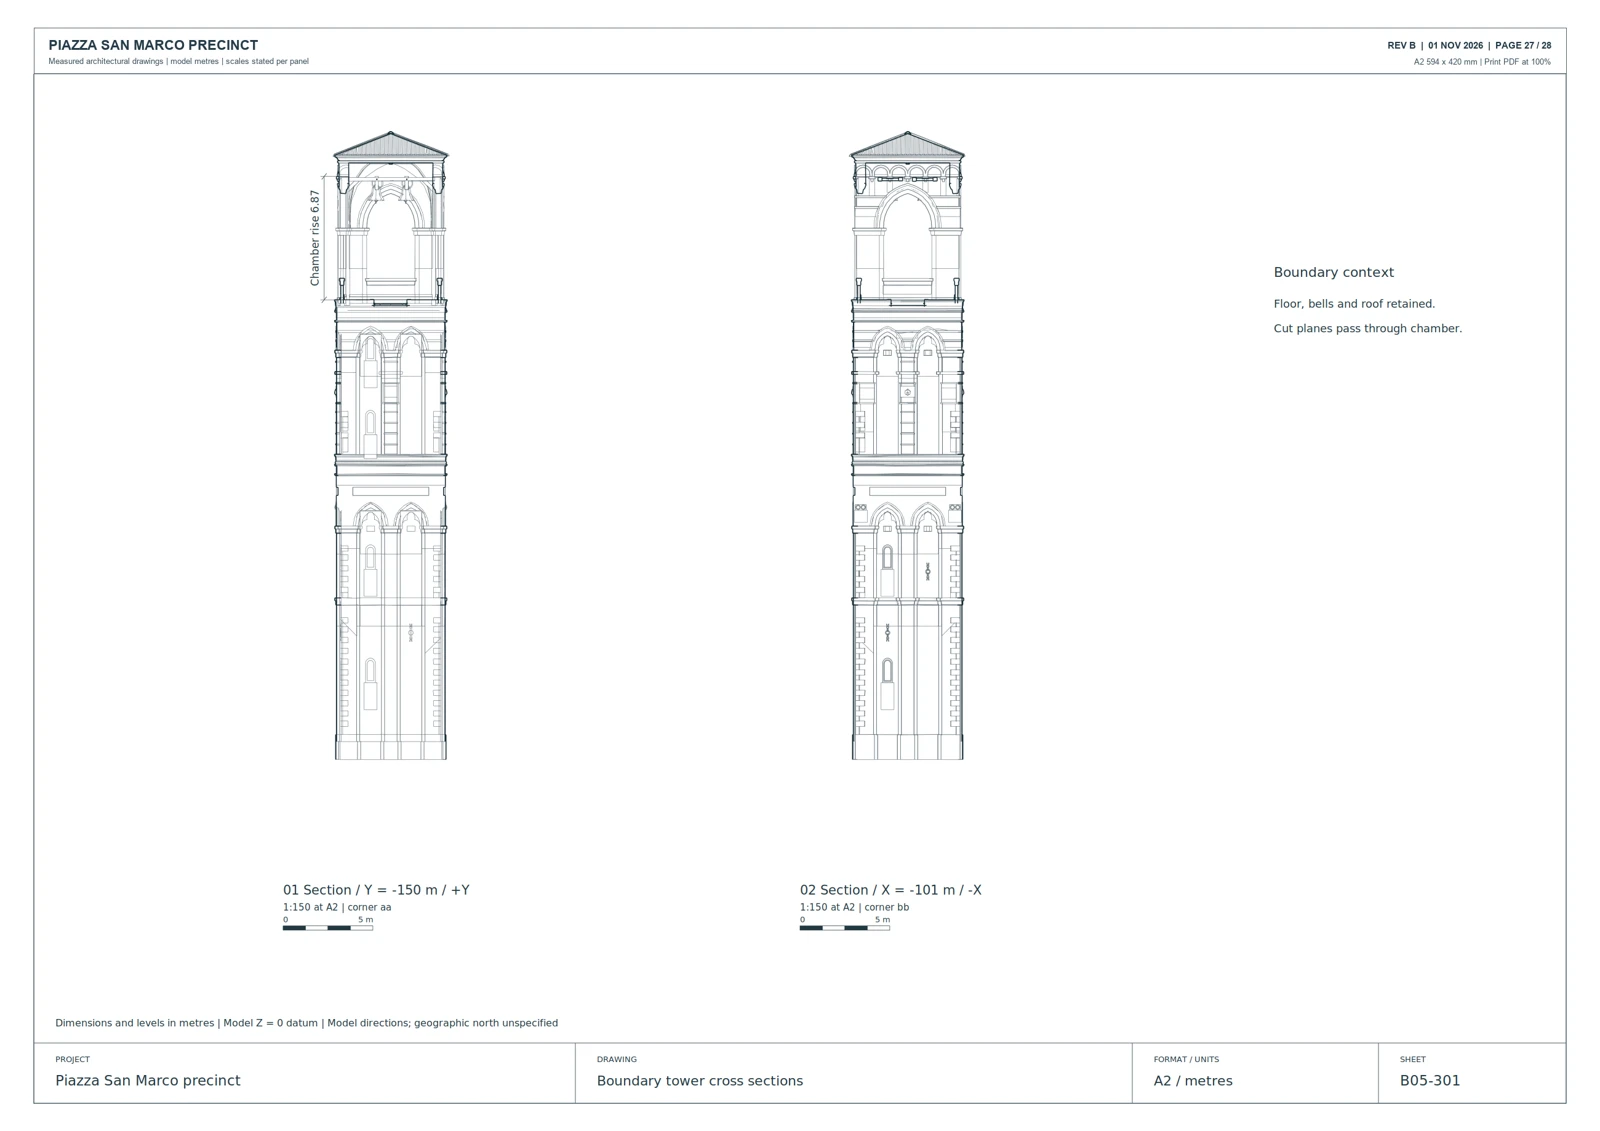 PIAZZA SAN MARCO PRECINCT
Measured architectural drawings | model metres | scales stated per panel
REV B | 01 NOV 2026 | PAGE 27 / 28
A2 594 x 420 mm | Print PDF at 100%
Chamber rise 6.87
Boundary context
Floor, bells and roof retained.
Cut planes pass through chamber.
01 Section / Y = -150 m / +Y
1:150 at A2 | corner aa
0 5 m
02 Section / X = -101 m / -X
1:150 at A2 | corner bb
0 5 m
Dimensions and levels in metres | Model Z = 0 datum | Model directions; geographic north unspecified
PROJECT
Piazza San Marco precinct
DRAWING
Boundary tower cross sections
FORMAT / UNITS
A2 / metres
SHEET
B05-301